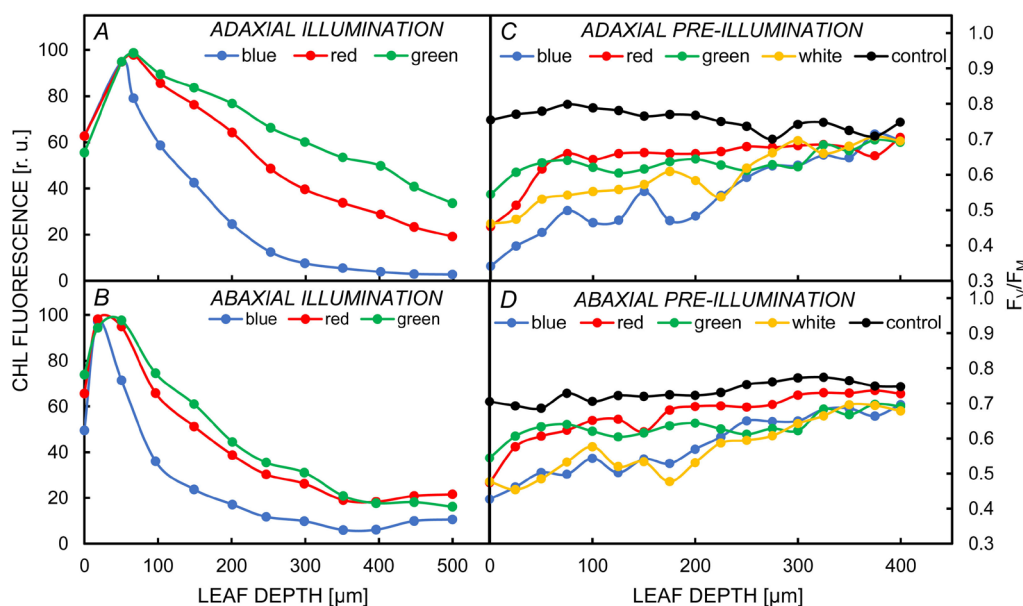 A ADAXIAL ILLUMINATION
blue red green
100
80
60
40
20
0
C ADAXIAL PRE-ILLUMINATION
blue red green white control
1.0
0.9
0.8
0.7
0.6
0.5
0.4
0.3
B ABAXIAL ILLUMINATION
blue red green
100
80
60
40
20
0
D ABAXIAL PRE-ILLUMINATION
blue red green white control
1.0
0.9
0.8
0.7
0.6
0.5
0.4
0.3
CHL FLUORESCENCE [r. u.]
Fv/FM
0 100 200 300 400 500
0 100 200 300 400
LEAF DEPTH [µm]
LEAF DEPTH [µm]